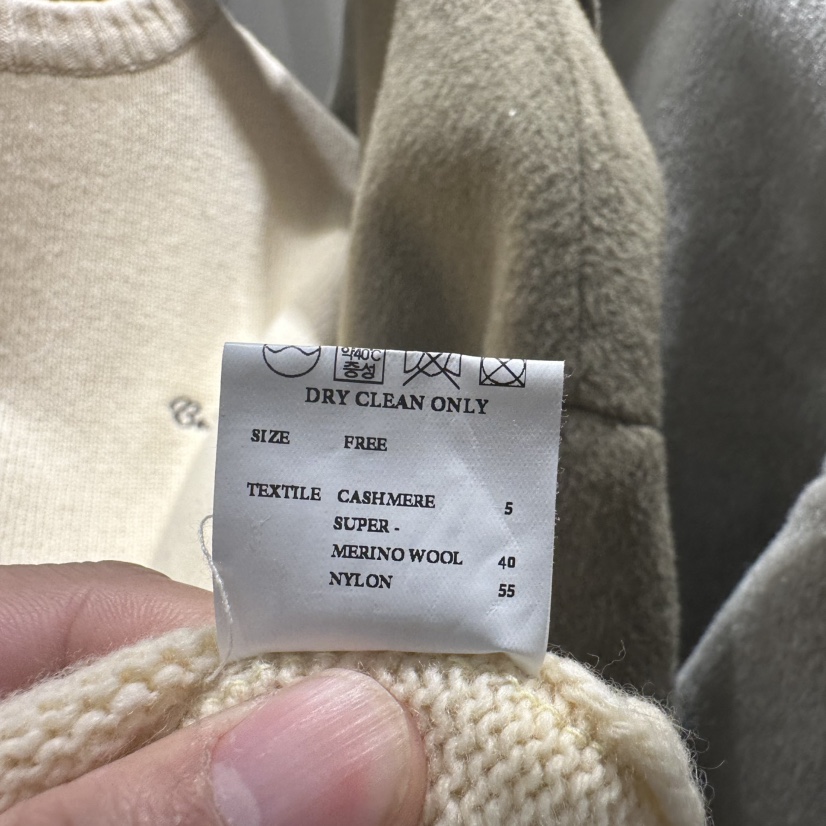 약40℃
중성
DRY CLEAN ONLY
SIZE FREE
TEXTILE CASHMERE 5
SUPER -
MERINO WOOL 40
NYLON 55